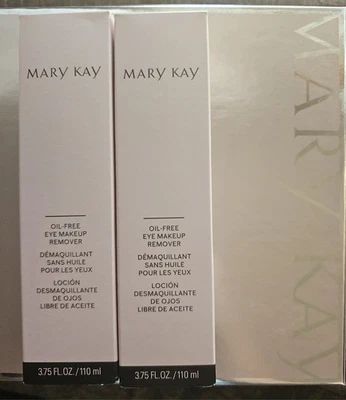 MARY KAY
OIL-FREE
EYE MAKEUP
REMOVER
DÉMAQUILLANT
SANS HUILE
POUR LES YEUX
LOCIÓN
DESMAQUILLANTE
DE OJOS
LIBRE DE ACEITE
3.75 FL.OZ./110 ml
MARY KAY
OIL-FREE
EYE MAKEUP
REMOVER
DÉMAQUILLANT
SANS HUILE
POUR LES YEUX
LOCIÓN
DESMAQUILLANTE
DE OJOS
LIBRE DE ACEITE
3.75 FL.OZ./110 ml
MARY KAY